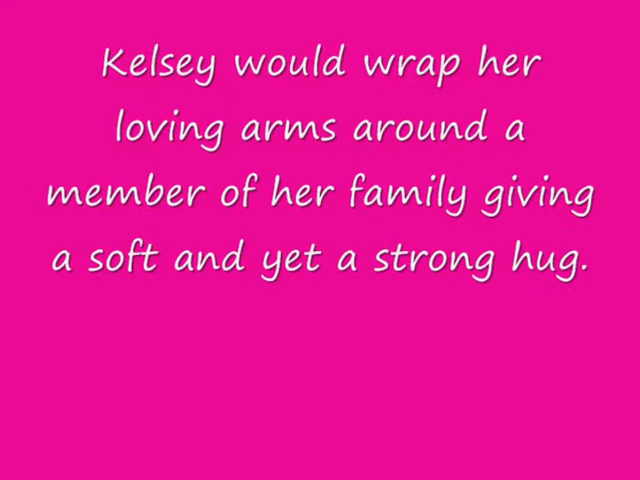 Kelsey would wrap her
loving arms around a
member of her family giving
a soft and yet a strong hug.